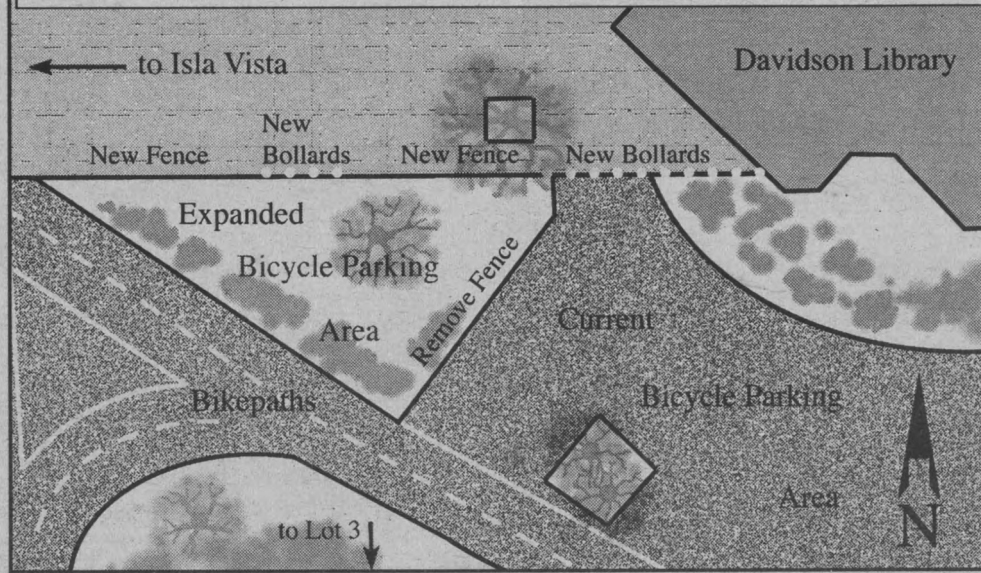 to Isla Vista
Davidson Library
New
Bollards
New Fence
New Fence
New Bollards
Expanded
Bicycle Parking
Area
Remove Fence
Current
Bicycle Parking
Area
Bikepaths
to Lot 3
N